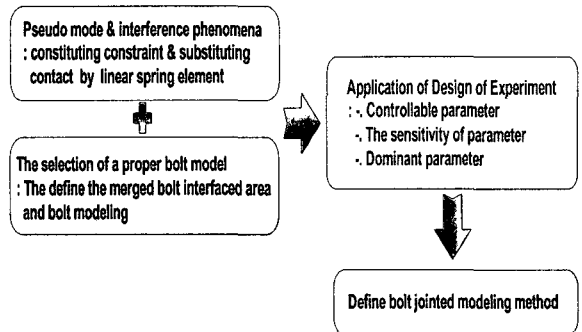 Pseudo mode & interference phenomena
: constituting constraint & substituting
contact by linear spring element
The selection of a proper bolt model
: The define the merged bolt interfaced area
and bolt modeling
Application of Design of Experiment
: -. Controllable parameter
-. The sensitivity of parameter
-. Dominant parameter
Define bolt jointed modeling method